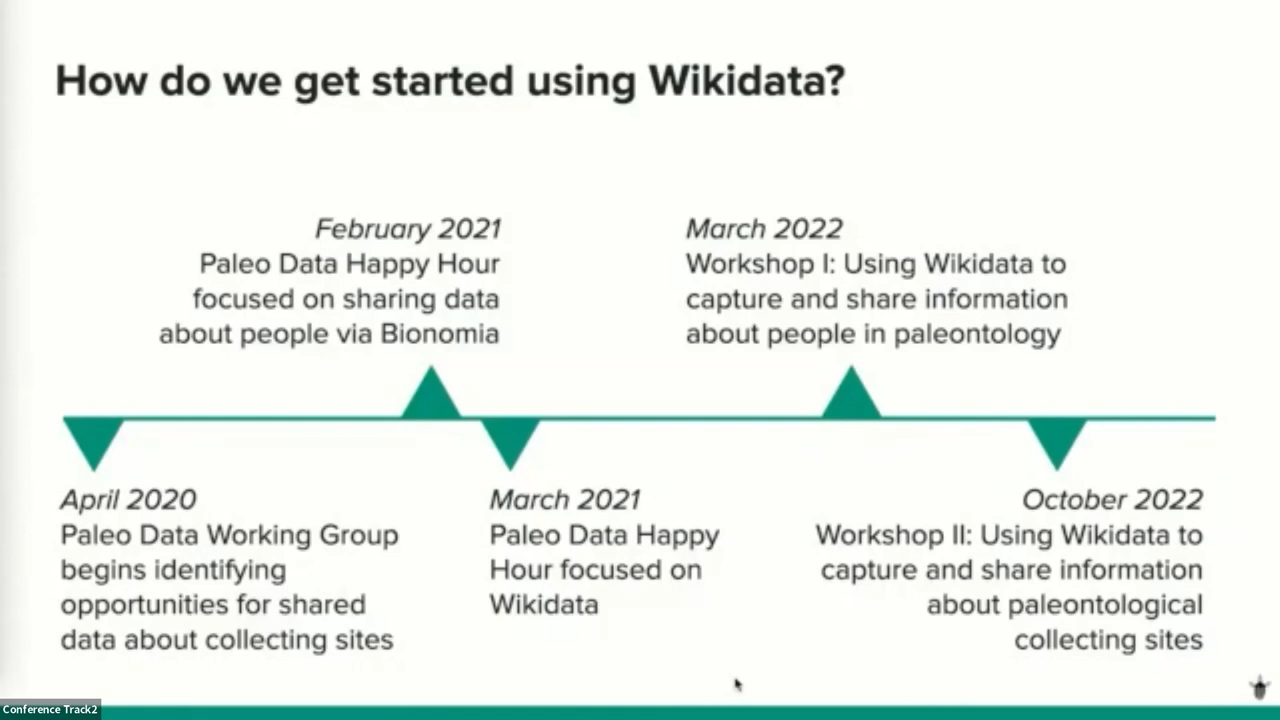 How do we get started using Wikidata?
February 2021
Paleo Data Happy Hour
focused on sharing data
about people via Bionomia
March 2022
Workshop I: Using Wikidata to
capture and share information
about people in paleontology
April 2020
Paleo Data Working Group
begins identifying
opportunities for shared
data about collecting sites
March 2021
Paleo Data Happy
Hour focused on
Wikidata
October 2022
Workshop II: Using Wikidata to
capture and share information
about paleontological
collecting sites
Conference Track2